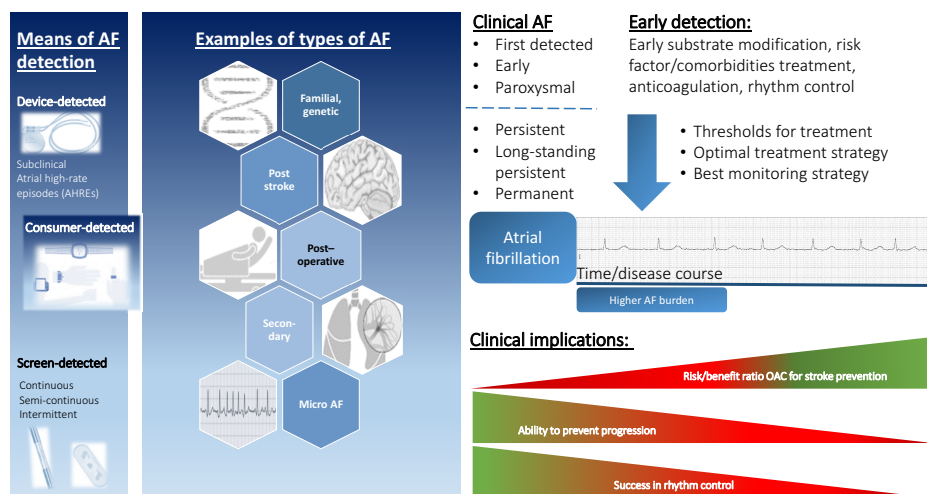 Means of AF
detection
Device-detected
Subclinical
Atrial high-rate
episodes (AHREs)
Consumer-detected
Screen-detected
Continuous
Semi-continuous
Intermittent
Examples of types of AF
Familial,
genetic
Post
stroke
Post–
operative
Secon-
dary
Micro AF
Clinical AF
• First detected
• Early
• Paroxysmal
• Persistent
• Long-standing
persistent
• Permanent
Early detection:
Early substrate modification, risk
factor/comorbidities treatment,
anticoagulation, rhythm control
• Thresholds for treatment
• Optimal treatment strategy
• Best monitoring strategy
Atrial
fibrillation
Time/disease course
Higher AF burden
Clinical implications:
Risk/benefit ratio OAC for stroke prevention
Ability to prevent progression
Success in rhythm control